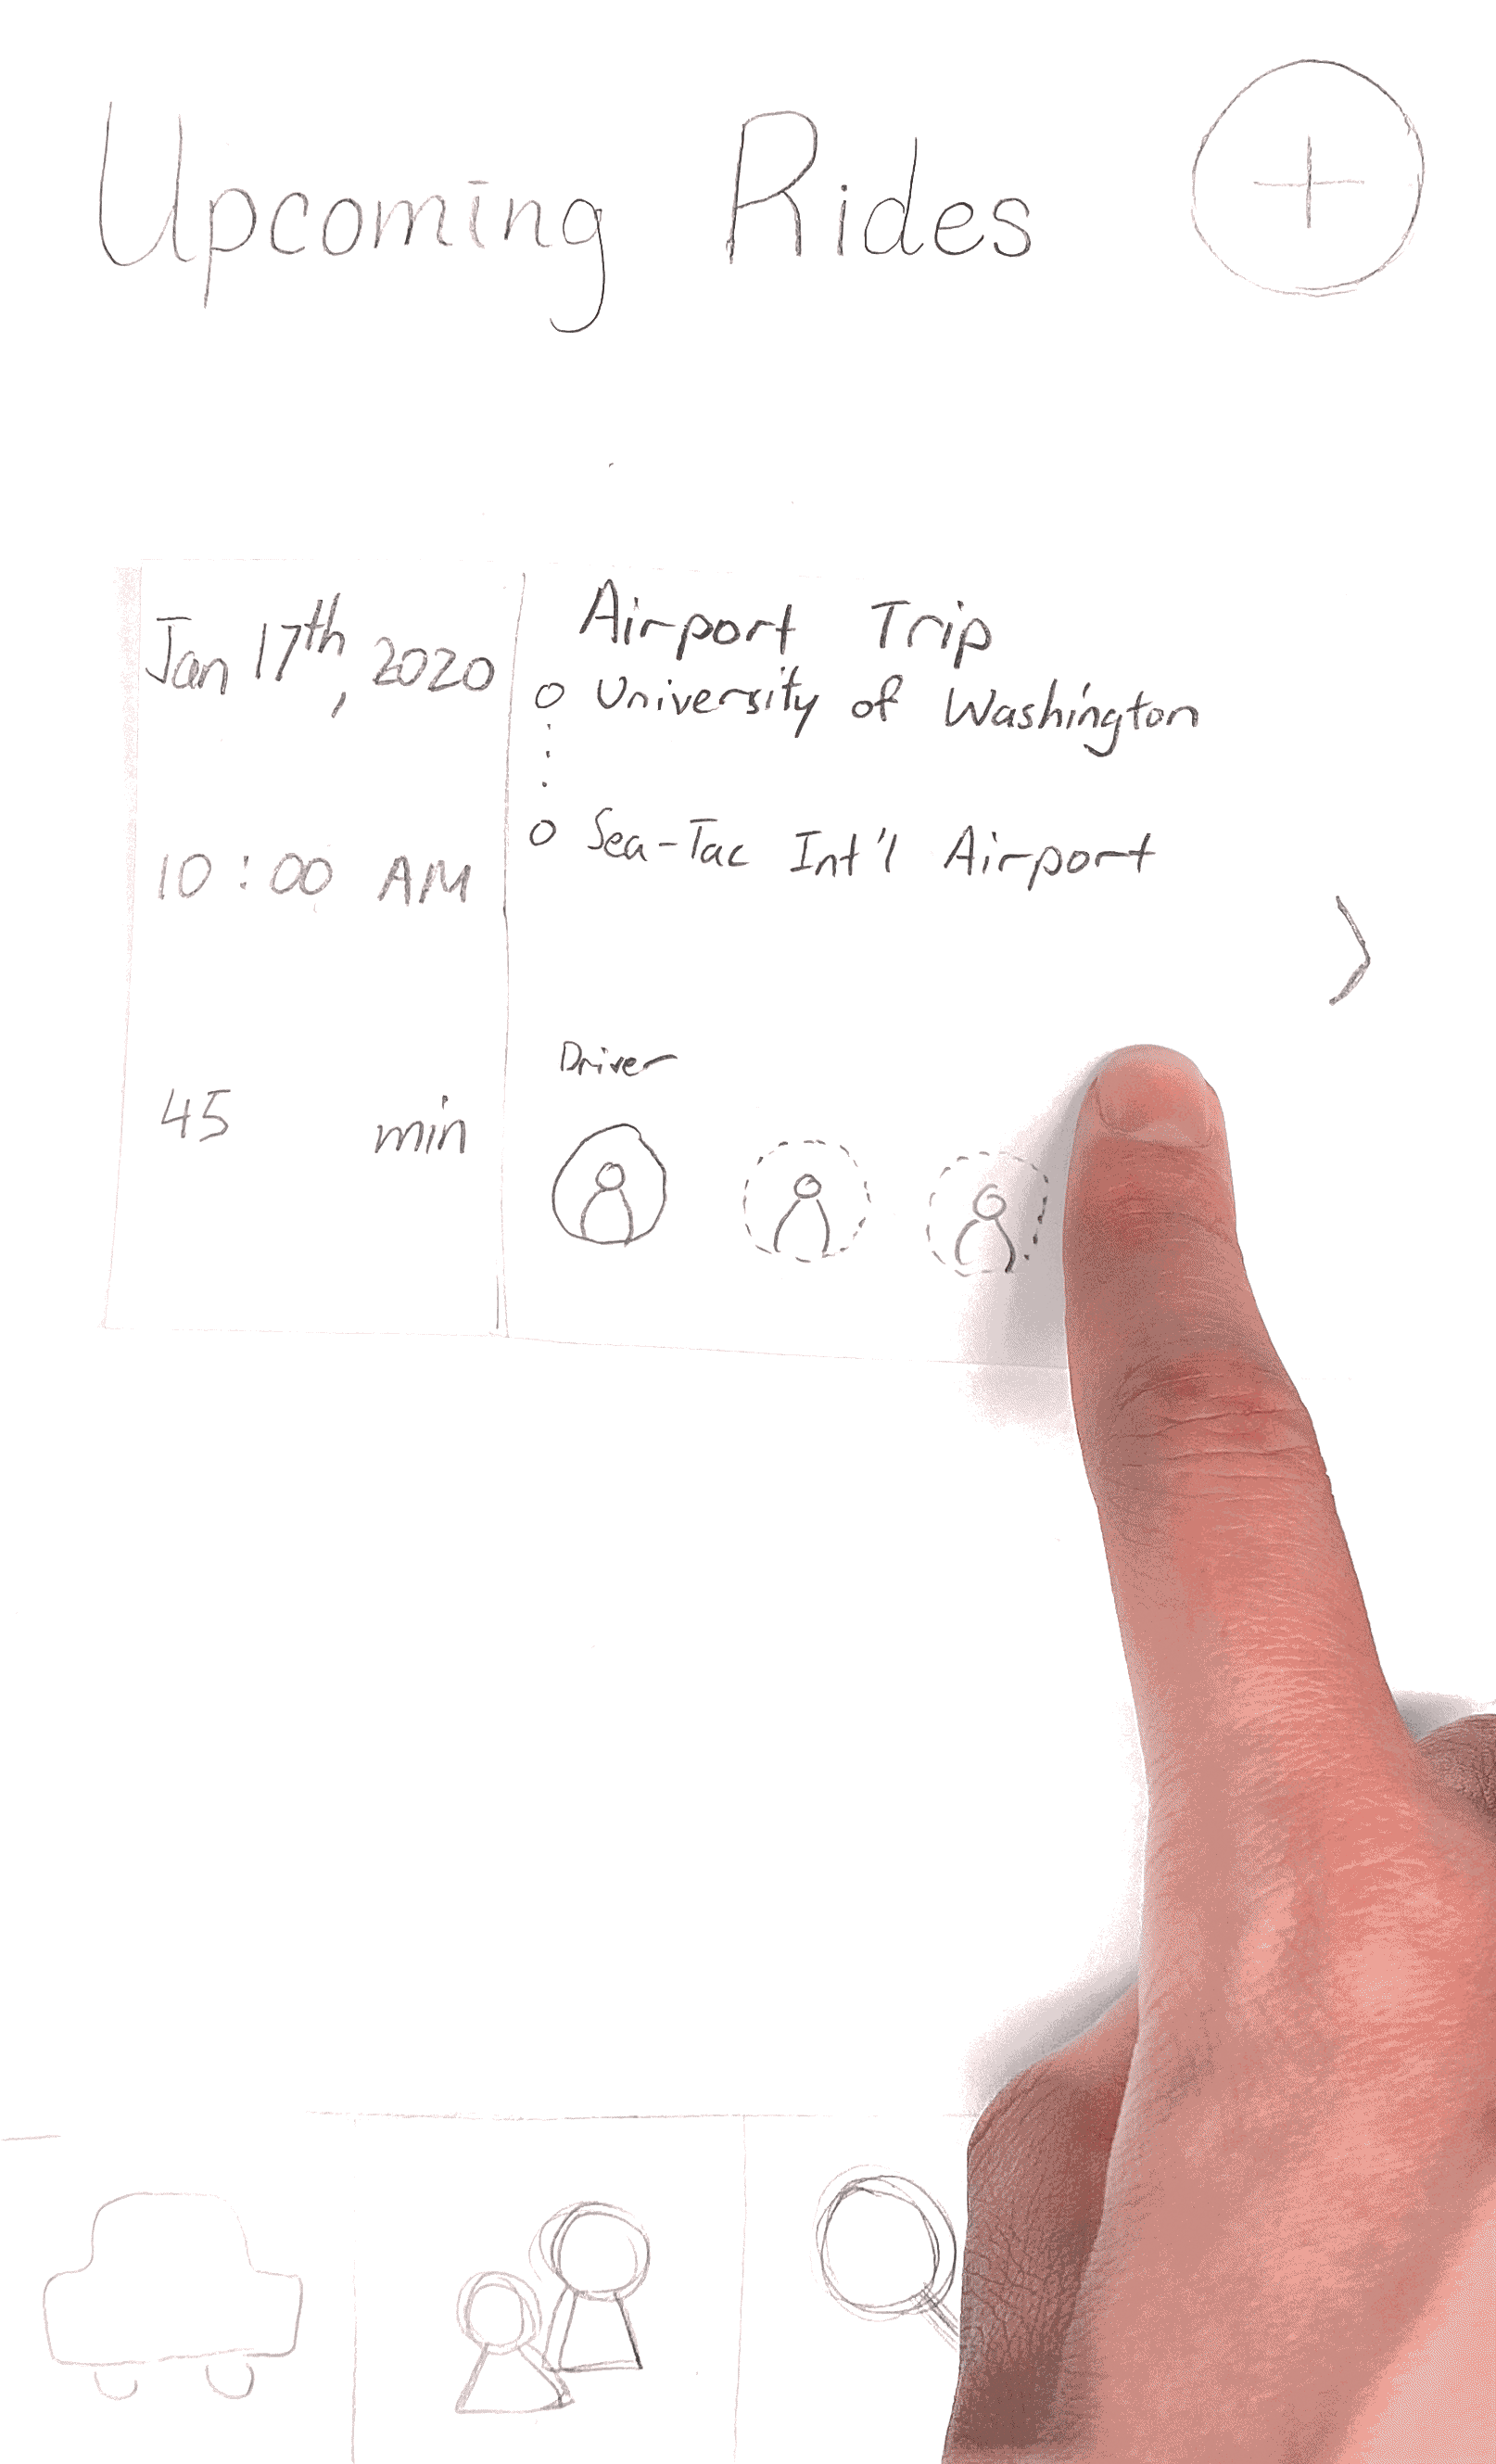 Upcoming Rides
Jan 17th, 2020
10:00 AM
45 min
Airport Trip
University of Washington
Sea-Tac Int'l Airport
Driver